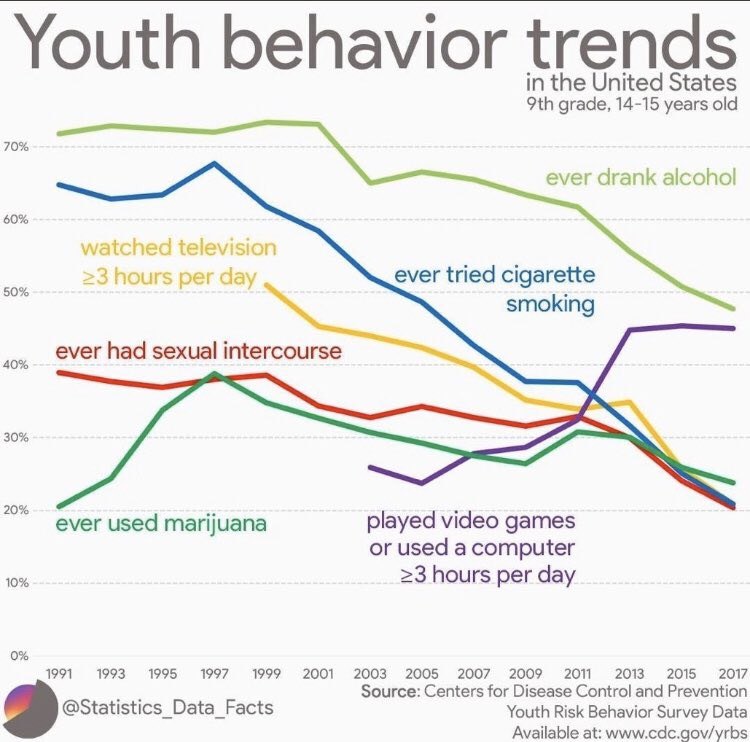 Youth behavior trends
in the United States
9th grade, 14-15 years old
70%
ever drank alcohol
60%
watched television
≥3 hours per day
ever tried cigarette
smoking
50%
ever had sexual intercourse
40%
30%
20%
ever used marijuana
played video games
or used a computer
≥3 hours per day
10%
0%
1991 1993 1995 1997 1999 2001 2003 2005 2007 2009 2011 2013 2015 2017
@Statistics_Data_Facts
Source: Centers for Disease Control and Prevention
Youth Risk Behavior Survey Data
Available at: www.cdc.gov/yrbs